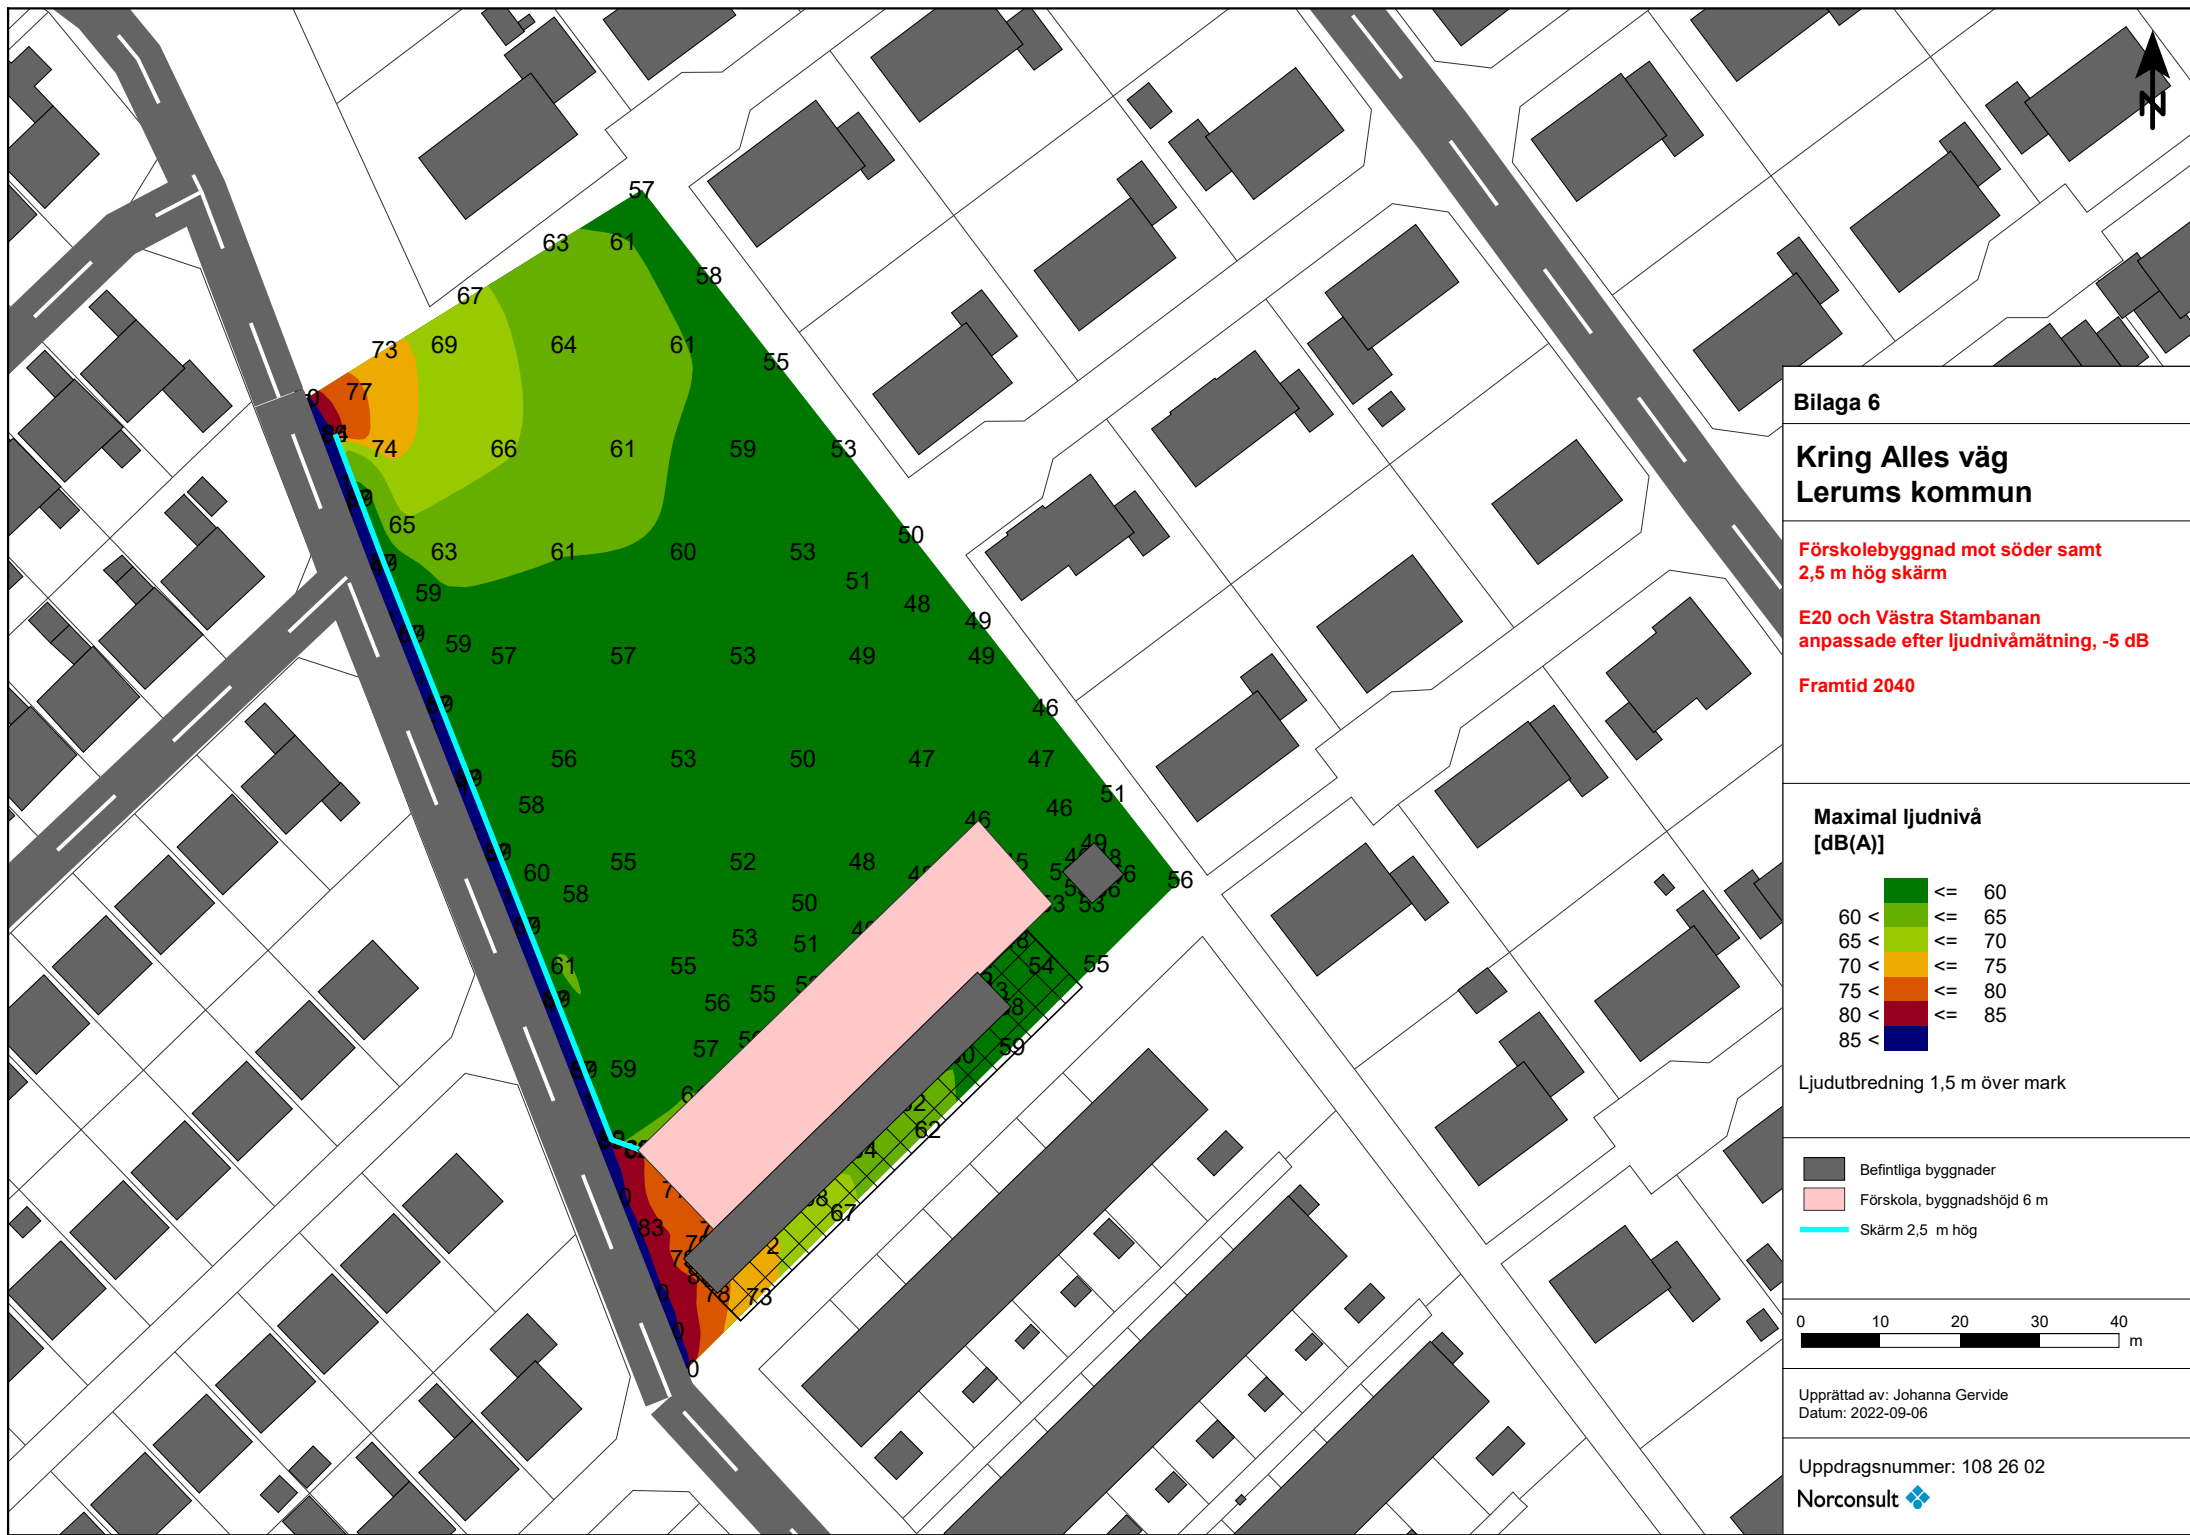 57
63 61
58
67
73 69 64 61
55
77
0
74 66 61 59 53
65
50
63 61 60 53
51
59
48
49
59
57 57 53 49 49
46
56 53 50 47 47
51
58
46
46
49
55 52 48
60
56
56
58
50
53
53
51
61 55 54 55
55
56
57
59
59
62
67
83
73
0
Bilaga 6
Kring Alles väg
Lerums kommun
Förskolebyggnad mot söder samt
2,5 m hög skärm
E20 och Västra Stambanan
anpassade efter ljudnivåmätning, -5 dB
Framtid 2040
Maximal ljudnivå
[dB(A)]
<= 60
60 < <= 65
65 < <= 70
70 < <= 75
75 < <= 80
80 < <= 85
85 <
Ljudutbredning 1,5 m över mark
Befintliga byggnader
Förskola, byggnadshöjd 6 m
Skärm 2,5 m hög
0 10 20 30 40
m
Upprättad av: Johanna Gervide
Datum: 2022-09-06
Uppdragsnummer: 108 26 02
Norconsult
N